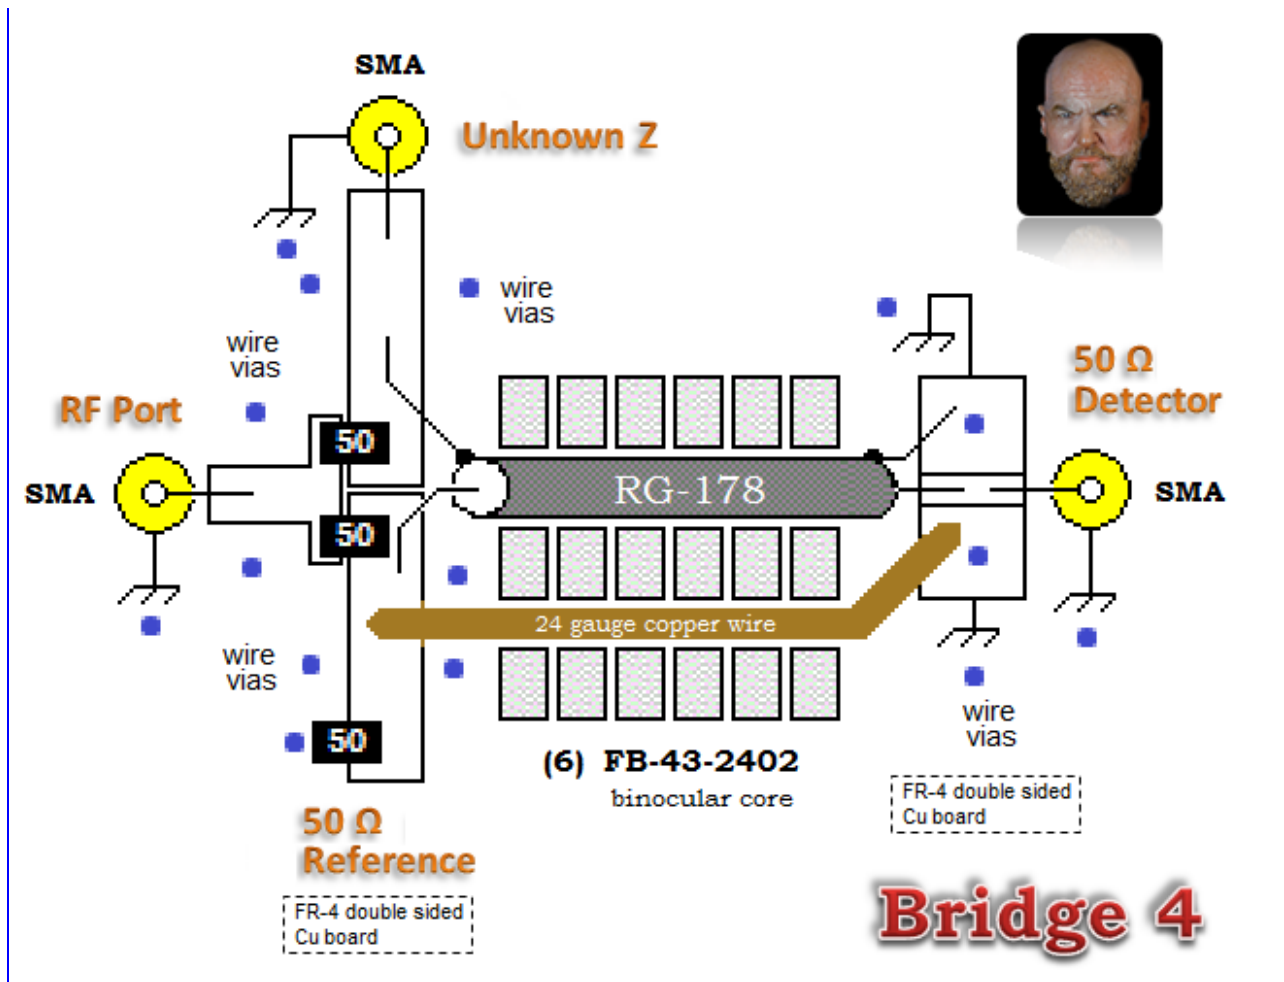 SMA
Unknown Z
wire
vias
wire
vias
RF Port
50 Ω
Detector
50
SMA
RG-178
SMA
50
24 gauge copper wire
wire
vias
wire
vias
50
(6) FB-43-2402
binocular core
FR-4 double sided
Cu board
50 Ω
Reference
FR-4 double sided
Cu board
Bridge 4